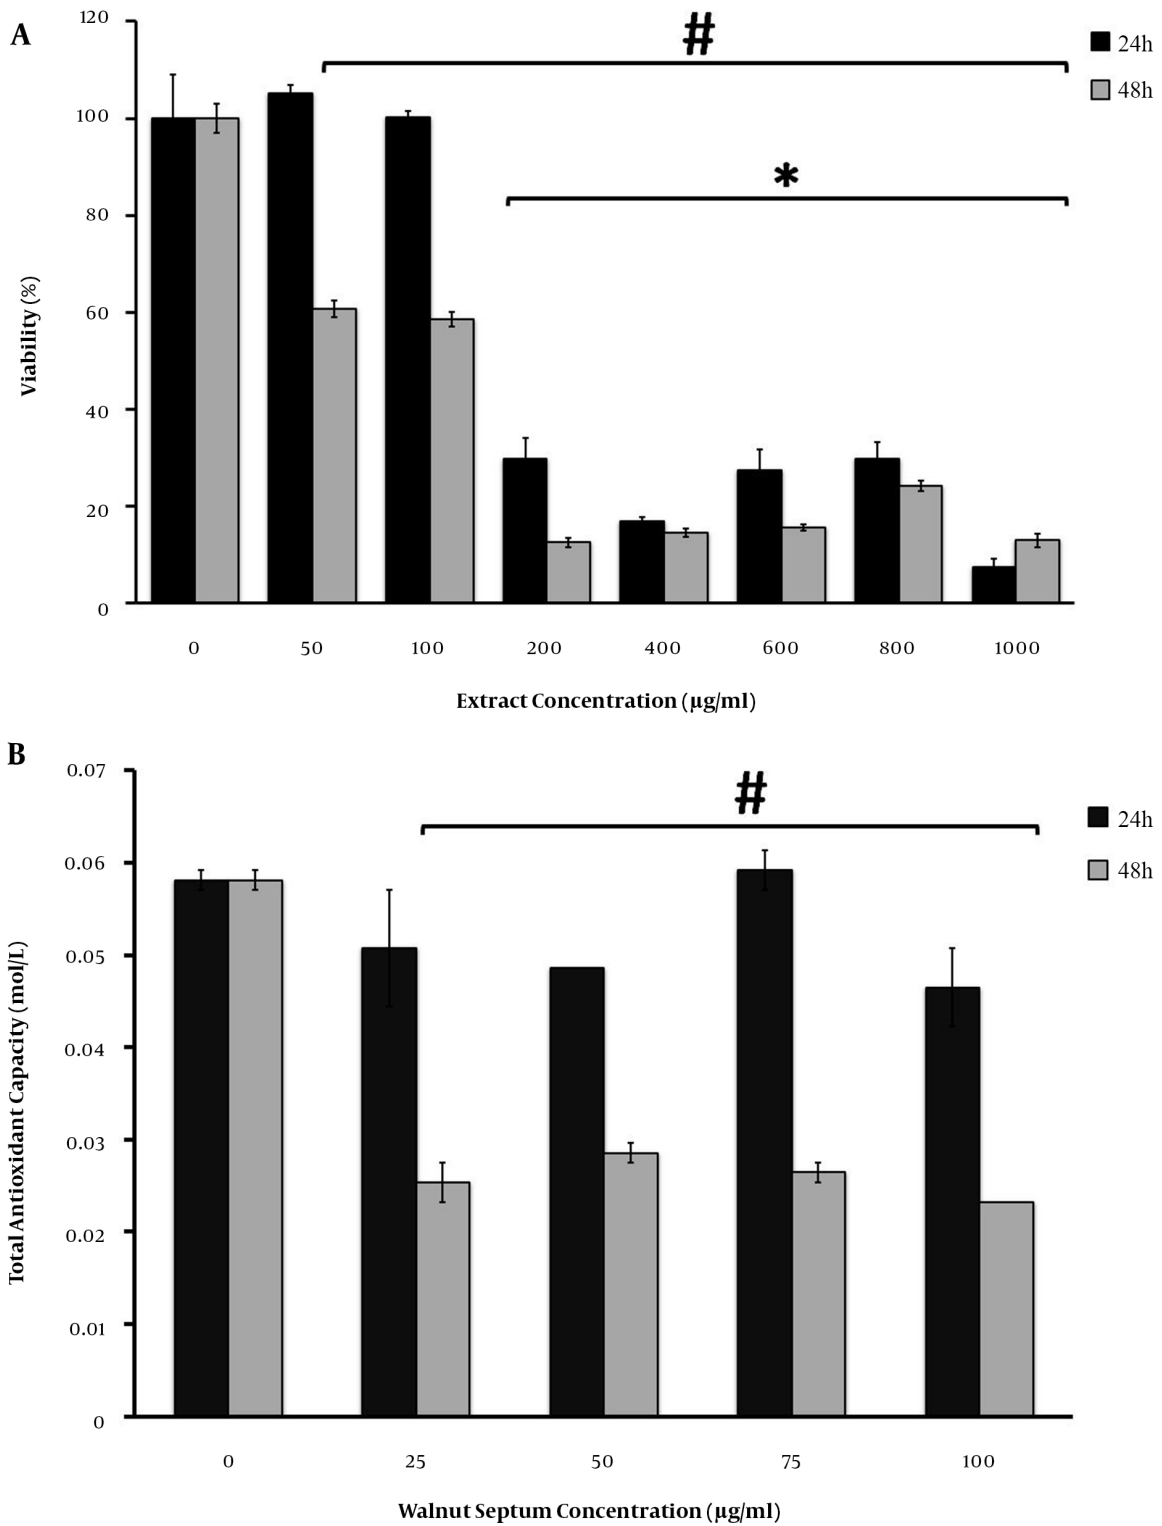 A
#
*
24h
48h
120
100
80
60
40
20
0
Viability (%)
0 50 100 200 400 600 800 1000
Extract Concentration (µg/ml)
B
#
24h
48h
0.07
0.06
0.05
0.04
0.03
0.02
0.01
0
Total Antioxidant Capacity (mol/L)
0 25 50 75 100
Walnut Septum Concentration (µg/ml)